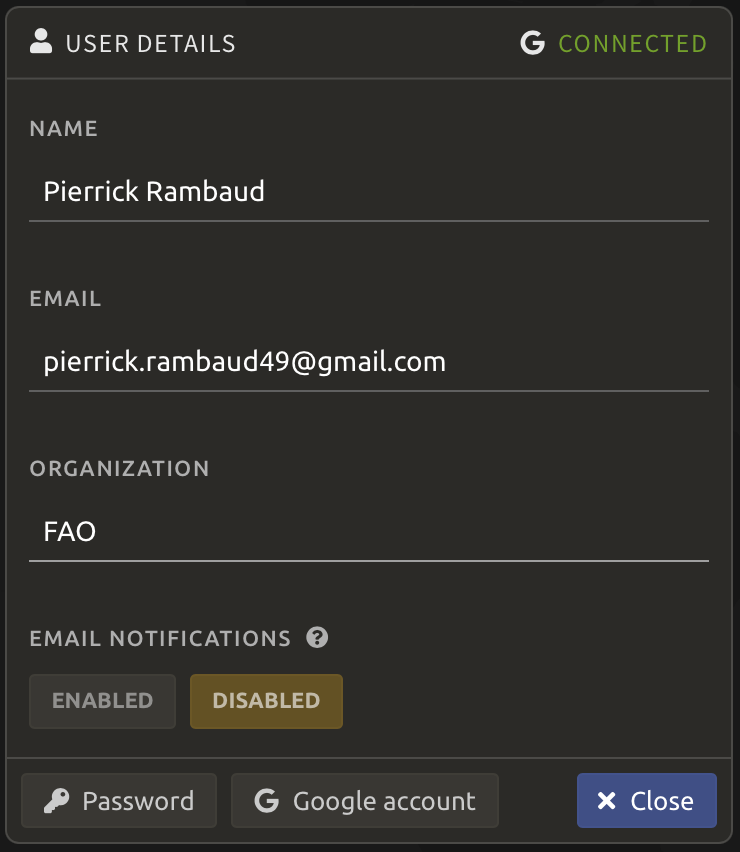 USER DETAILS
CONNECTED
NAME
Pierrick Rambaud
EMAIL
pierrick.rambaud49@gmail.com
ORGANIZATION
FAO
EMAIL NOTIFICATIONS ?
ENABLED DISABLED
Password Google account Close